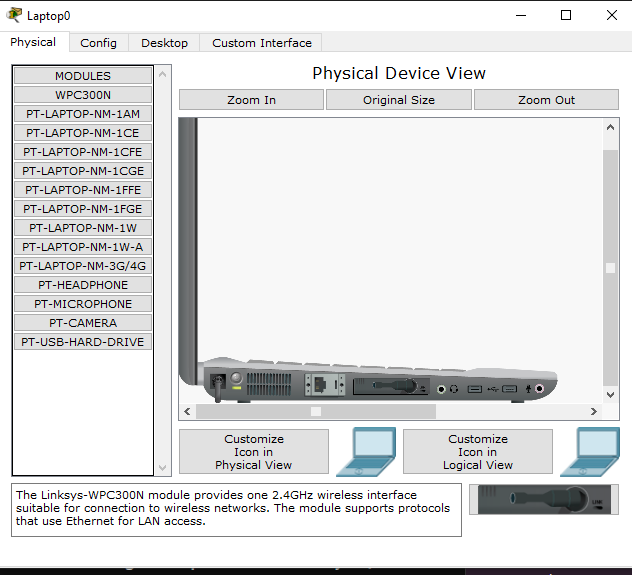 Laptop0
Physical
Config
Desktop
Custom Interface
MODULES
WPC300N
PT-LAPTOP-NM-1AM
PT-LAPTOP-NM-1CE
PT-LAPTOP-NM-1CFE
PT-LAPTOP-NM-1CGE
PT-LAPTOP-NM-1FFE
PT-LAPTOP-NM-1FGE
PT-LAPTOP-NM-1W
PT-LAPTOP-NM-1W-A
PT-LAPTOP-NM-3G/4G
PT-HEADPHONE
PT-MICROPHONE
PT-CAMERA
PT-USB-HARD-DRIVE
Physical Device View
Zoom In
Original Size
Zoom Out
Customize
Icon in
Physical View
Customize
Icon in
Logical View
The Linksys-WPC300N module provides one 2.4GHz wireless interface
suitable for connection to wireless networks. The module supports protocols
that use Ethernet for LAN access.